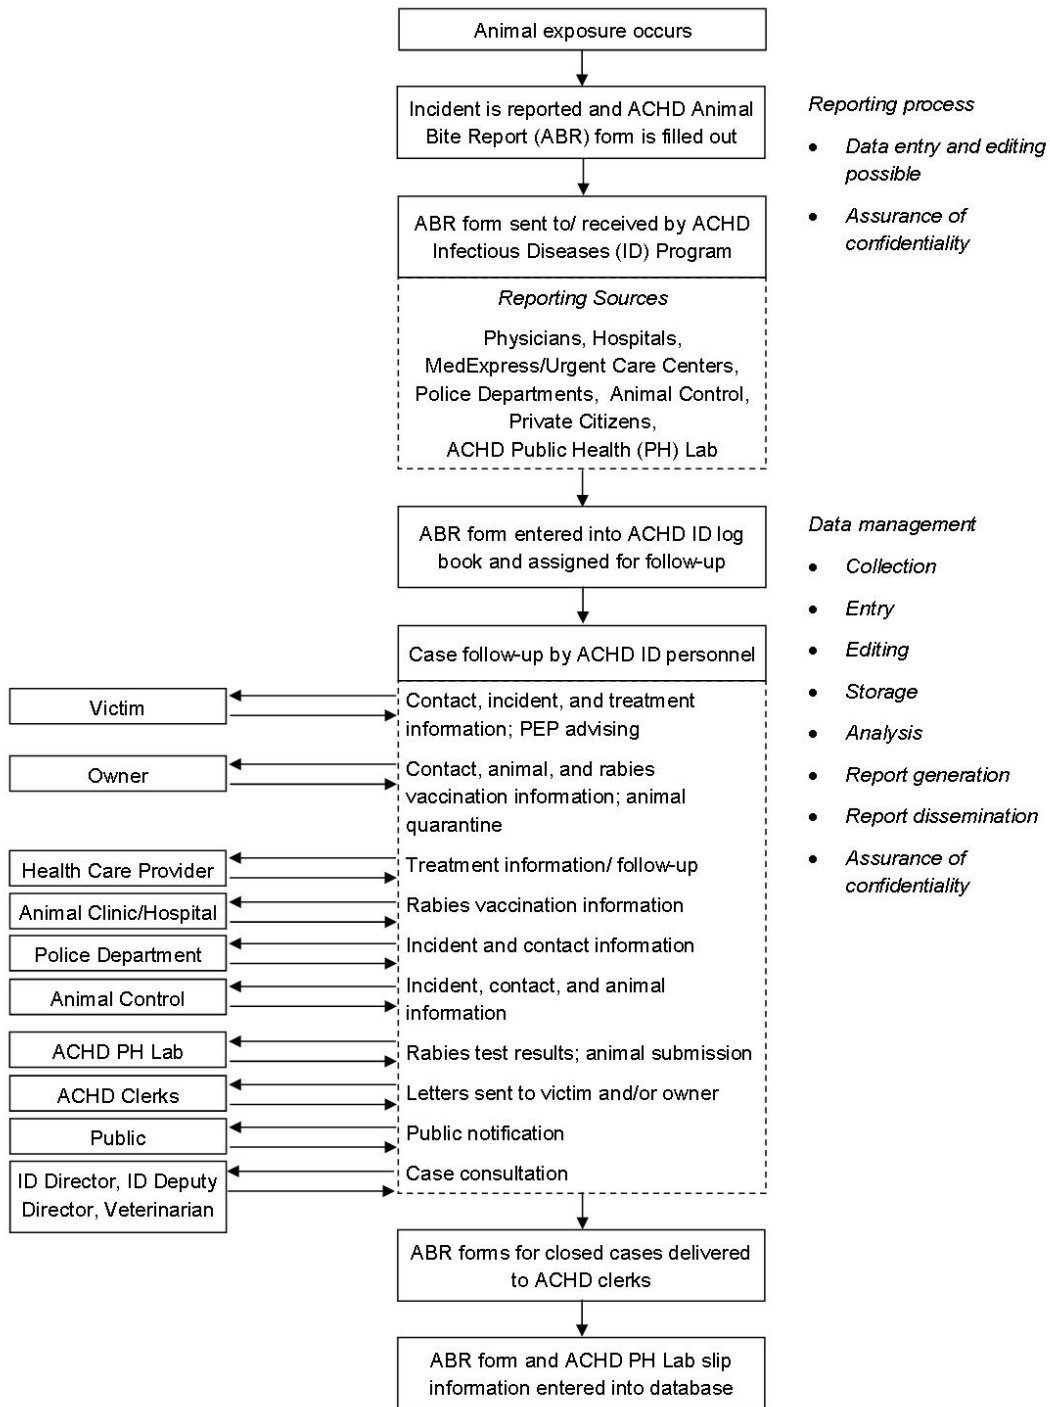 Animal exposure occurs
Incident is reported and ACHD Animal
Bite Report (ABR) form is filled out
Reporting process
• Data entry and editing
possible
• Assurance of
confidentiality
ABR form sent to/ received by ACHD
Infectious Diseases (ID) Program
Reporting Sources
Physicians, Hospitals,
MedExpress/Urgent Care Centers,
Police Departments, Animal Control,
Private Citizens,
ACHD Public Health (PH) Lab
ABR form entered into ACHD ID log
book and assigned for follow-up
Data management
• Collection
• Entry
• Editing
• Storage
• Analysis
• Report generation
• Report dissemination
• Assurance of
confidentiality
Case follow-up by ACHD ID personnel
Victim
Contact, incident, and treatment
information; PEP advising
Owner
Contact, animal, and rabies
vaccination information; animal
quarantine
Health Care Provider
Treatment information/ follow-up
Animal Clinic/Hospital
Rabies vaccination information
Police Department
Incident and contact information
Animal Control
Incident, contact, and animal
information
ACHD PH Lab
Rabies test results; animal submission
ACHD Clerks
Letters sent to victim and/or owner
Public
Public notification
ID Director, ID Deputy
Director, Veterinarian
Case consultation
ABR forms for closed cases delivered
to ACHD clerks
ABR form and ACHD PH Lab slip
information entered into database